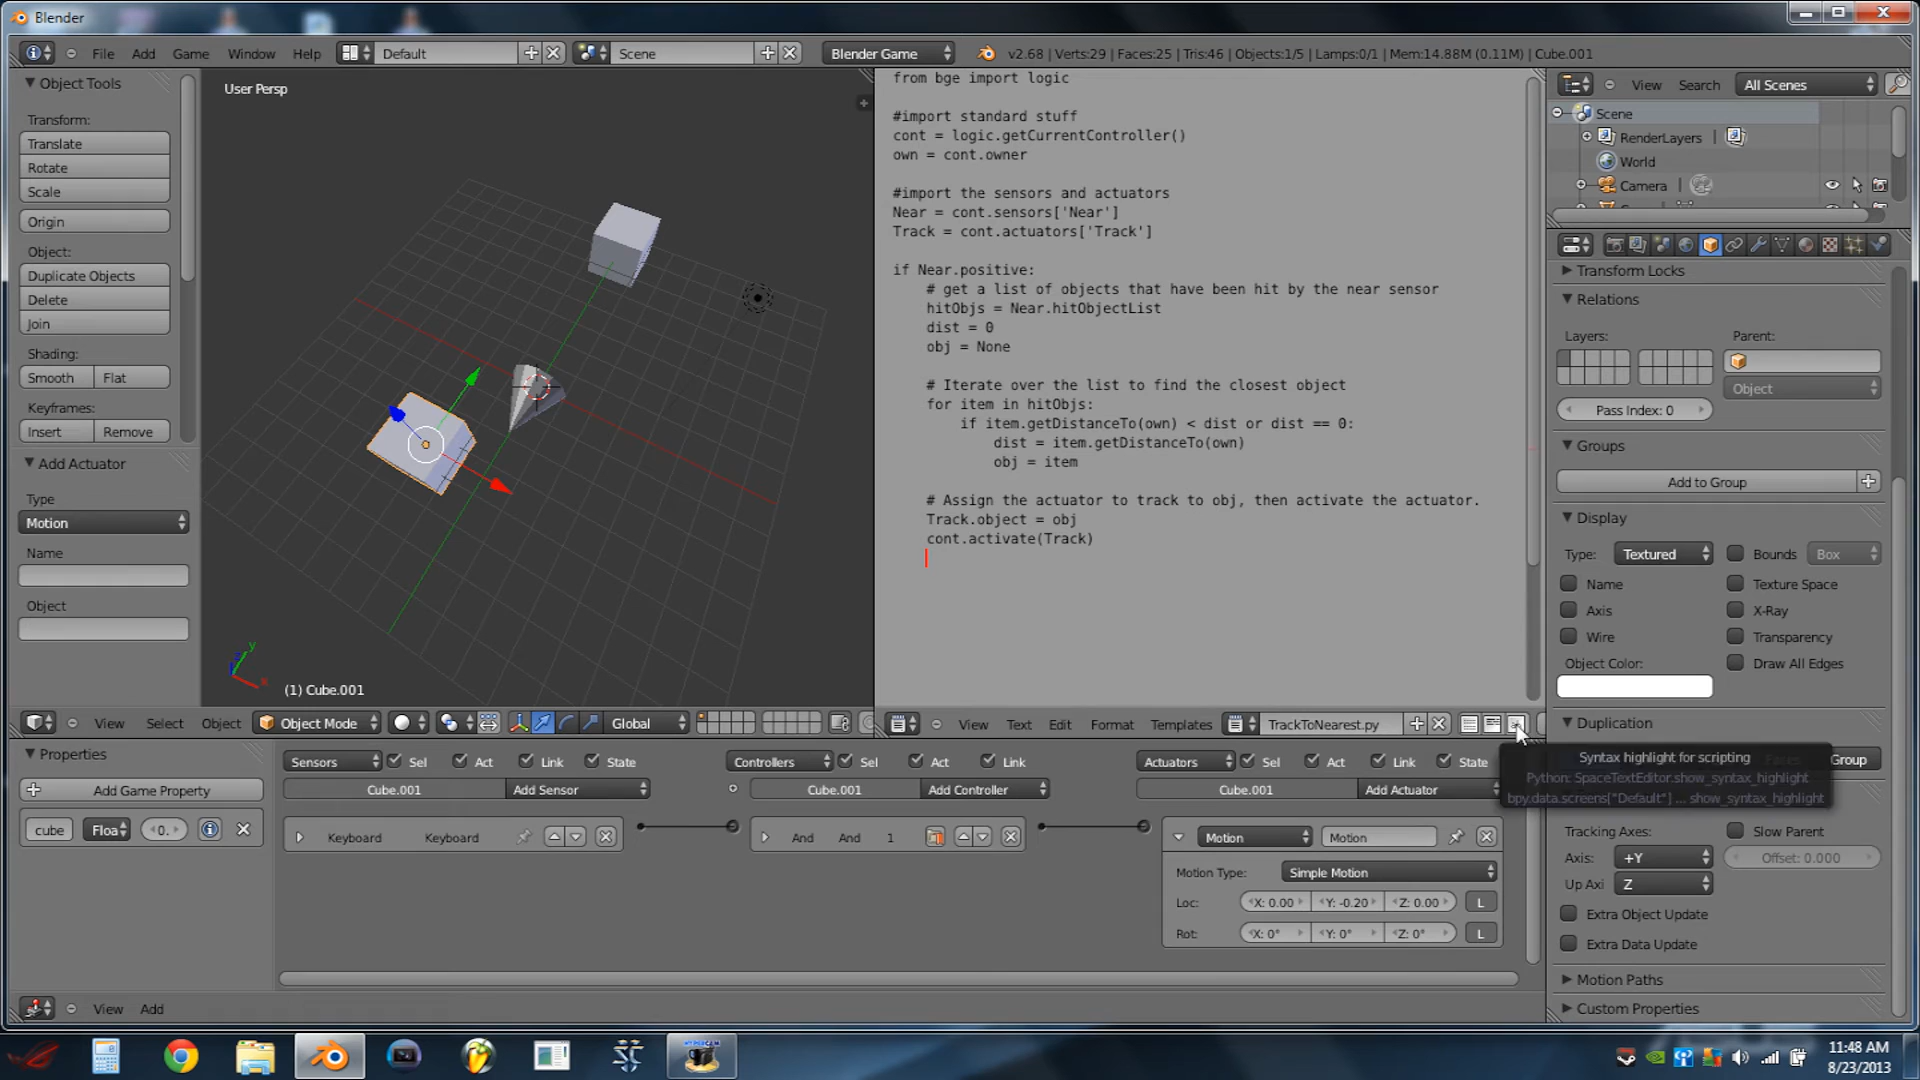 Blender
File Add Game Window Help Default Scene Blender Game v2.68 | Verts:29 | Faces:25 | Tris:46 | Objects:1/5 | Lamps:0/1 | Mem:14.88M (0.11M) | Cube.001
Object Tools
Transform:
Translate
Rotate
Scale
Origin
Object:
Duplicate Objects
Delete
Join
Shading:
Smooth Flat
Keyframes:
Insert Remove
Add Actuator
Type
Motion
Name
Object
User Persp
(1) Cube.001
View Select Object Object Mode Global
from bge import logic
#import standard stuff
cont = logic.getCurrentController()
own = cont.owner
#import the sensors and actuators
Near = cont.sensors['Near']
Track = cont.actuators['Track']
if Near.positive:
# get a list of objects that have been hit by the near sensor
hitObjs = Near.hitObjectList
dist = 0
obj = None
# Iterate over the list to find the closest object
for item in hitObjs:
if item.getDistanceTo(own) < dist or dist == 0:
dist = item.getDistanceTo(own)
obj = item
# Assign the actuator to track to obj, then activate the actuator.
Track.object = obj
cont.activate(Track)
View Text Edit Format Templates TrackToNearest.py
View Search All Scenes
Scene
RenderLayers
World
Camera
Transform Locks
Relations
Layers: Parent:
Object
Pass Index: 0
Groups
Add to Group
Display
Type: Textured Bounds Box
Name Texture Space
Axis X-Ray
Wire Transparency
Object Color: Draw All Edges
Duplication
Group
Syntax highlight for scripting
Python: SpaceTextEditor.show_syntax_highlight
bpy.data.screens["Default"] ... show_syntax_highlight
Tracking Axes: Slow Parent
Axis: +Y Offset: 0.000
Up Axi Z
Extra Object Update
Extra Data Update
Motion Paths
Custom Properties
Properties
Add Game Property
cube Floa 0.
Sensors Sel Act Link State
Cube.001 Add Sensor
Keyboard Keyboard
Controllers Sel Act Link
Cube.001 Add Controller
And And 1
Actuators Sel Act Link State
Cube.001 Add Actuator
Motion Motion
Motion Type: Simple Motion
Loc: X: 0.00 Y: -0.20 Z: 0.00 L
Rot: X: 0° Y: 0° Z: 0° L
View Add
11:48 AM
8/23/2013